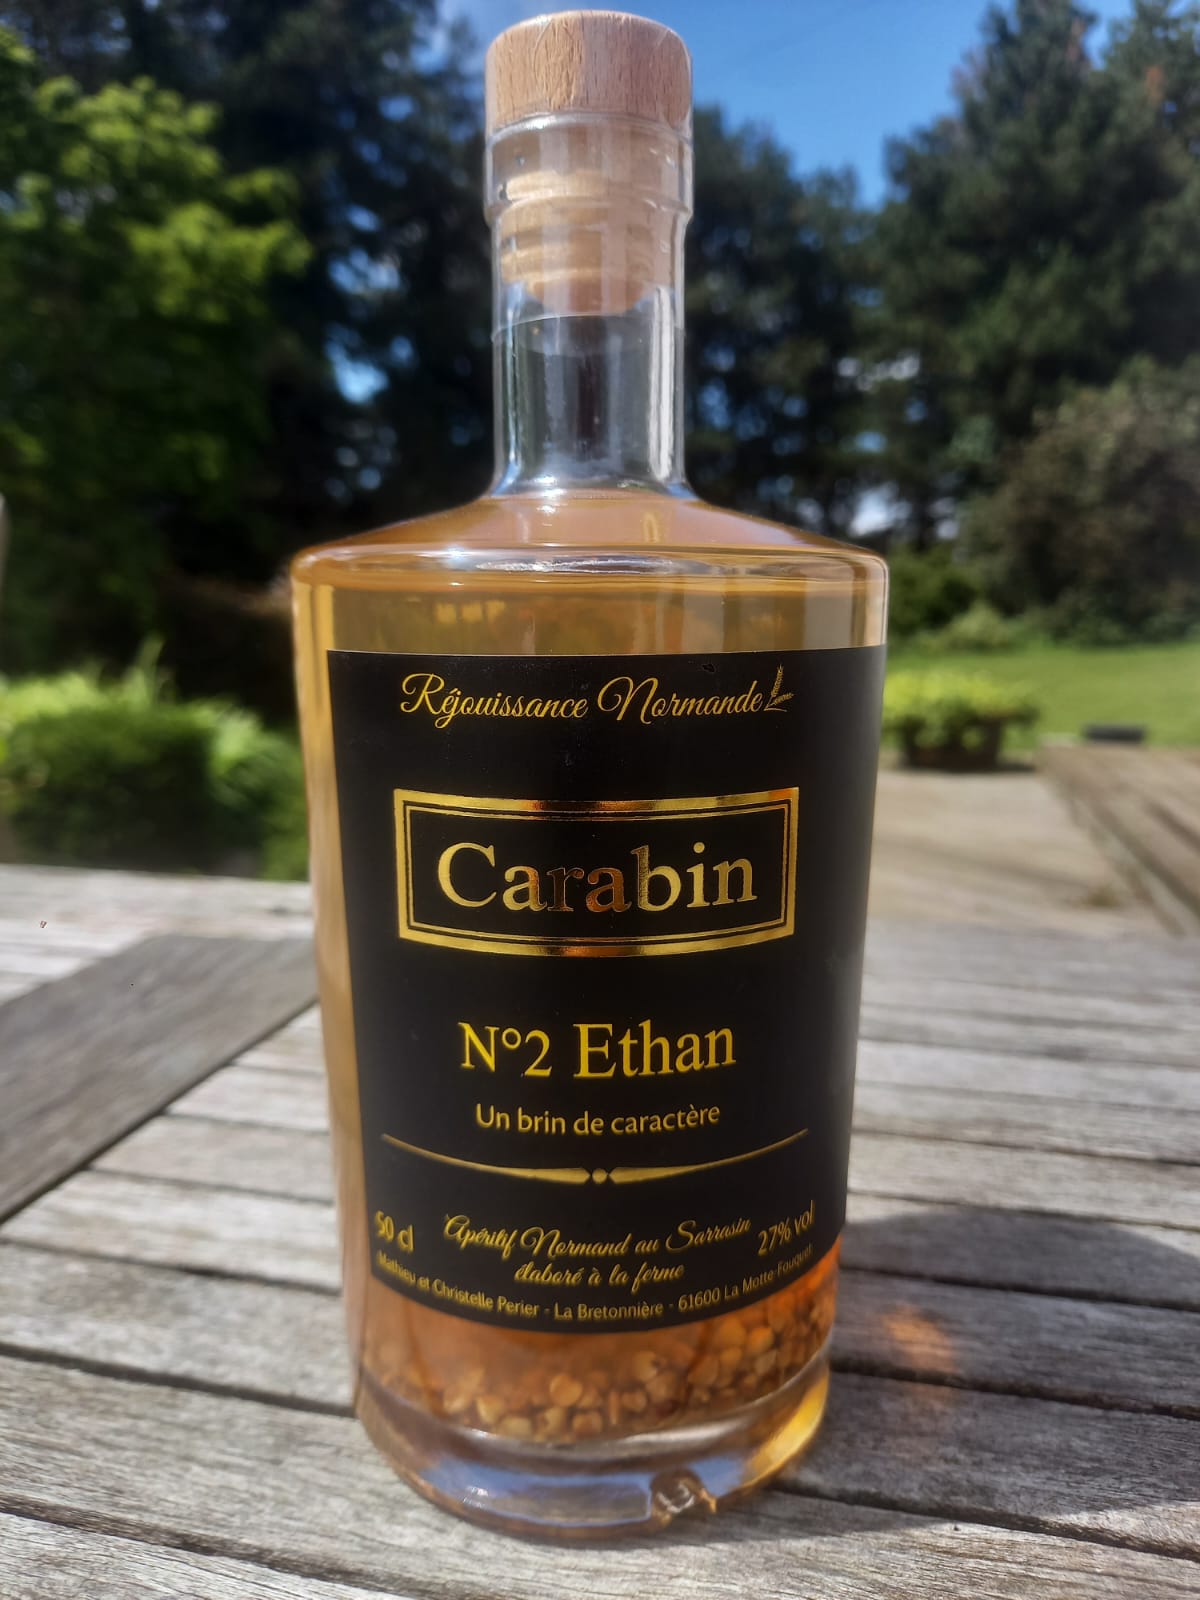 Réjouissance Normande
Carabin
N°2 Ethan
Un brin de caractère
50 cl
Apéritif Normand au Sarrasin
27% vol
élaboré à la ferme
Mathieu et Christelle Perier - La Bretonnière - 61600 La Motte-Fouquet